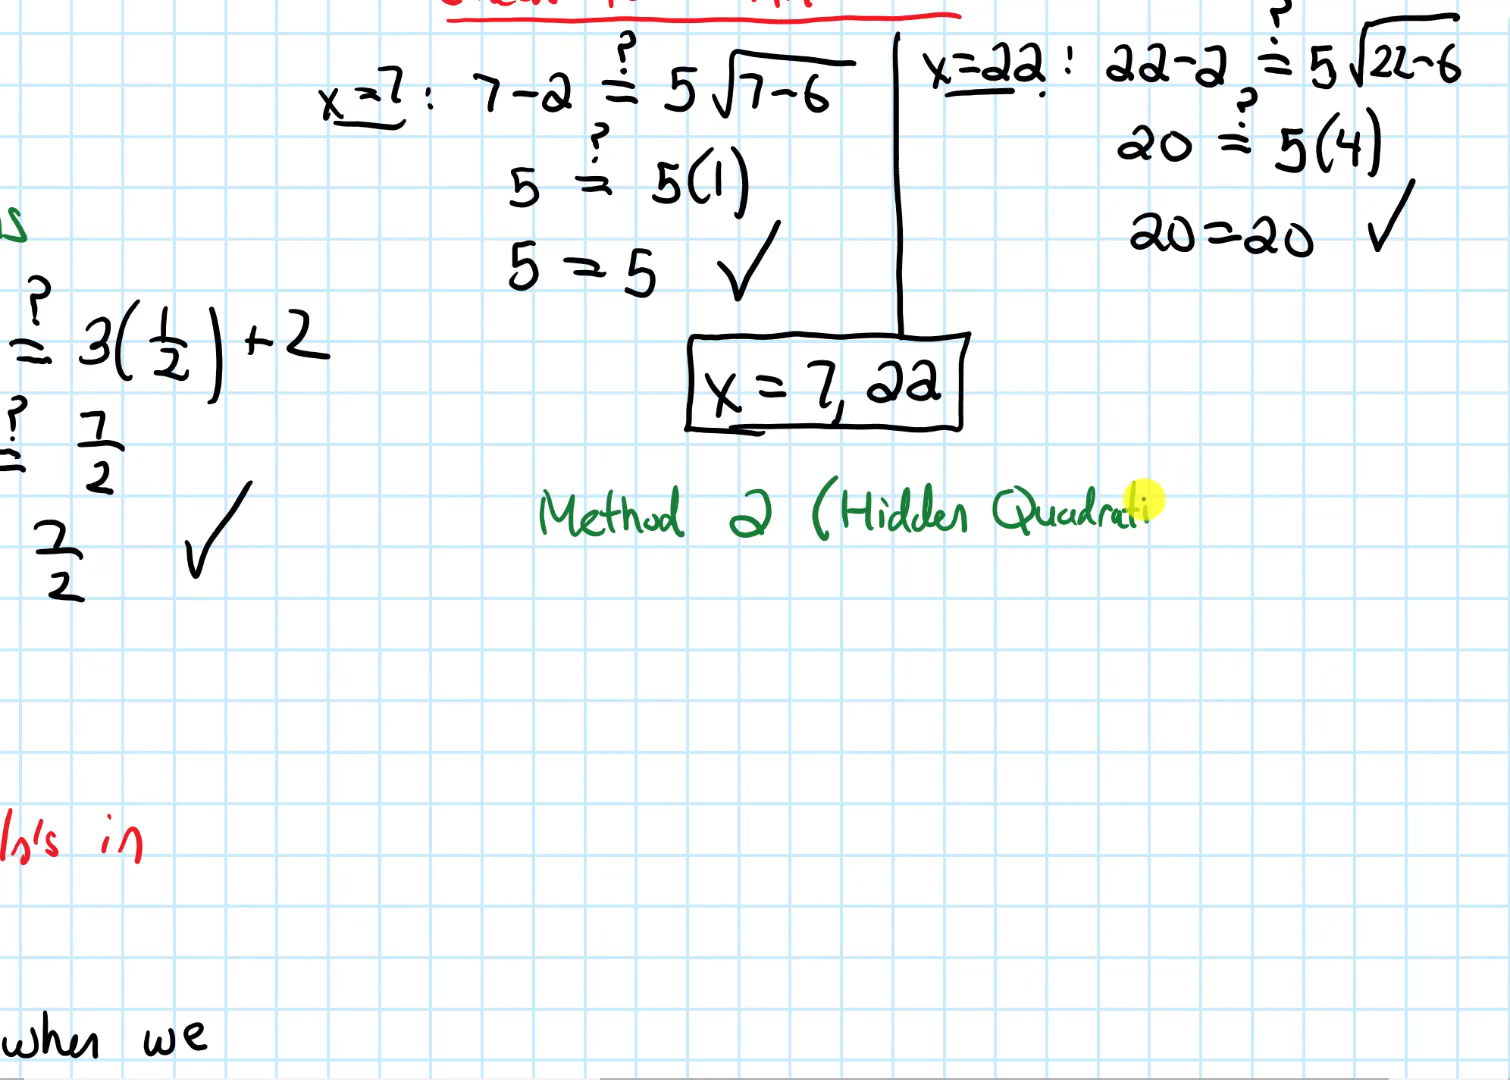 x=7: 7-2 ≟ 5√(7-6)
5 ≟ 5(1)
5 = 5 ✓
x=22: 22-2 ≟ 5√(22-6)
20 ≟ 5(4)
20=20 ✓
x = 7, 22
≟ 3(1/2)+2
≟ 7/2
7/2 ✓
Method 2 (Hidden Quadrati
in
when we